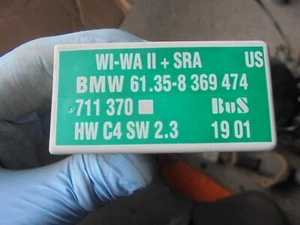 WI-WA II + SRA US
BMW 61.35-8 369 474
711 370 BuS
HW C4 SW 2.3 19 01